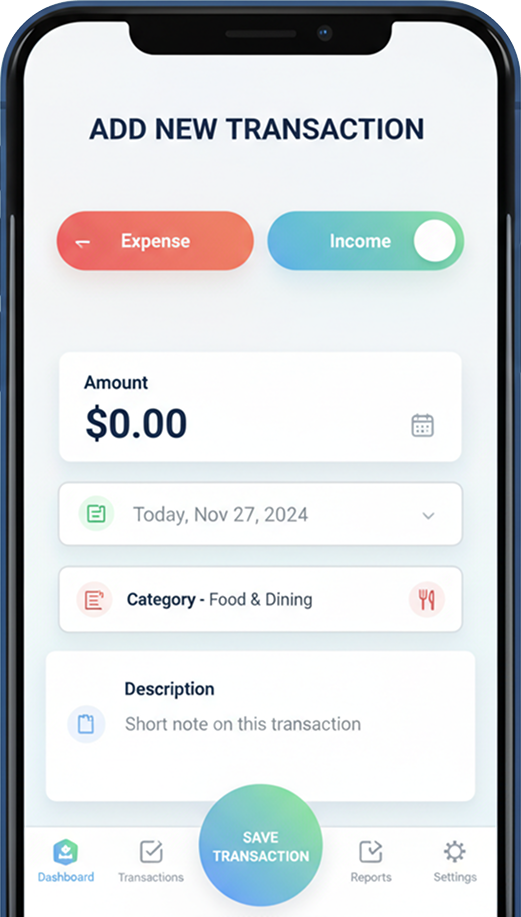 ADD NEW TRANSACTION
Expense
Income
Amount
$0.00
Today, Nov 27, 2024
Category - Food & Dining
Description
Short note on this transaction
SAVE
TRANSACTION
Dashboard
Transactions
Reports
Settings